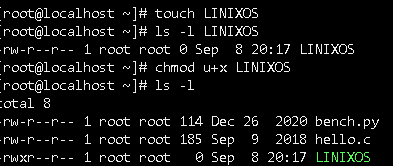 [root@localhost ~]# touch LINIXOS
[root@localhost ~]# ls -l LINIXOS
-rw-r--r-- 1 root root 0 Sep  8 20:17 LINIXOS
[root@localhost ~]# chmod u+x LINIXOS
[root@localhost ~]# ls -l
total 8
-rw-r--r-- 1 root root 114 Dec 26  2020 bench.py
-rw-r--r-- 1 root root 185 Sep  9  2018 hello.c
-rwxr--r-- 1 root root   0 Sep  8 20:17 LINIXOS